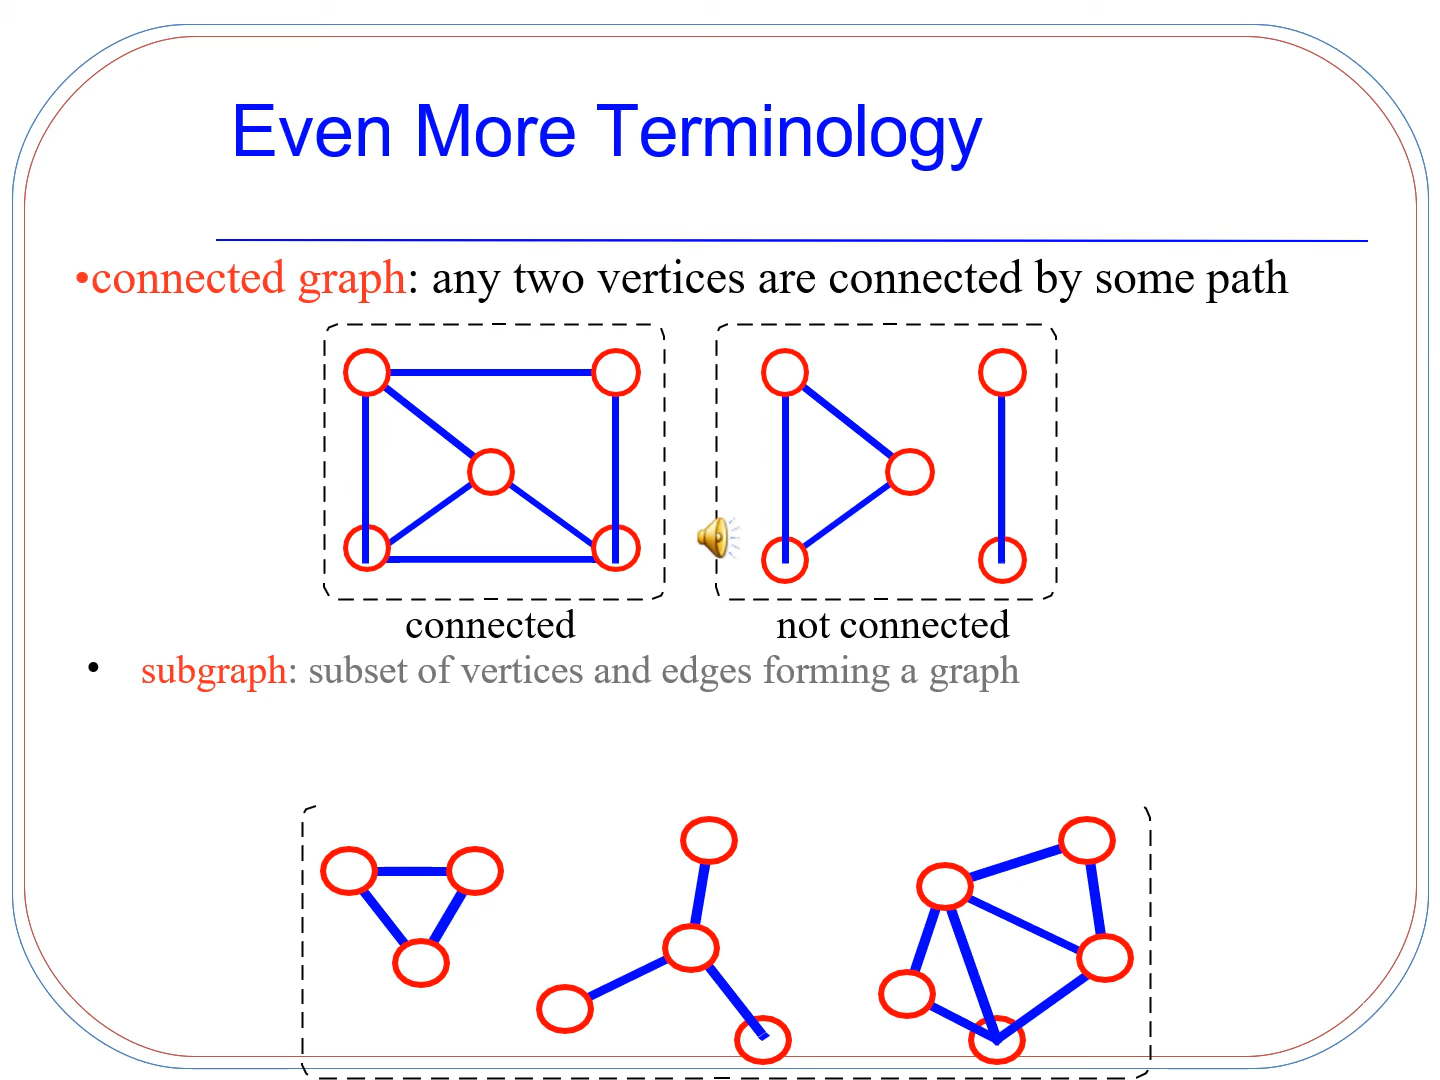 Even More Terminology
•connected graph: any two vertices are connected by some path
connected
not connected
• subgraph: subset of vertices and edges forming a graph